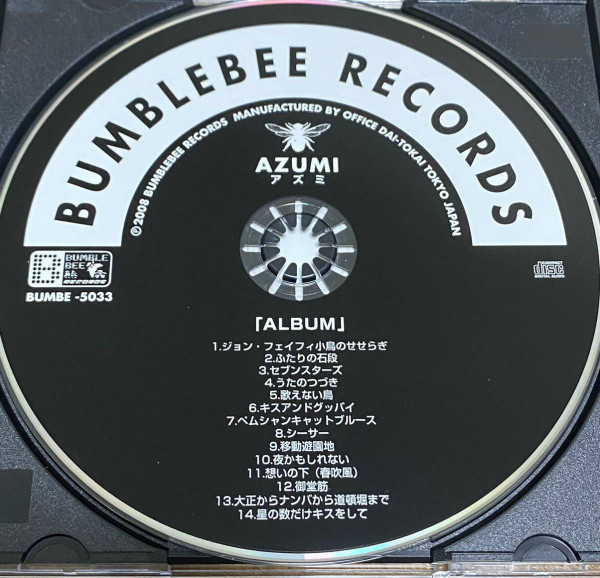 BUMBLEBEE RECORDS
©2008 BUMBLEBEE RECORDS MANUFACTURED BY OFFICE DAI-TOKAI TOKYO JAPAN
AZUMI
アズミ
BUMBLE
BEE
RECORDS
BUMBE -5033
COMPACT
disc
DIGITAL AUDIO
「ALBUM」
1.ジョン・フェイフィ小鳥のせせらぎ
2.ふたりの石段
3.セブンスターズ
4.うたのつづき
5.歌えない鳥
6.キスアンドグッバイ
7.ベムシャンキャットブルース
8.シーサー
9.移動遊園地
10.夜かもしれない
11.想いの下（春吹風）
12.御堂筋
13.大正からナンバから道頓堀まで
14.星の数だけキスをして